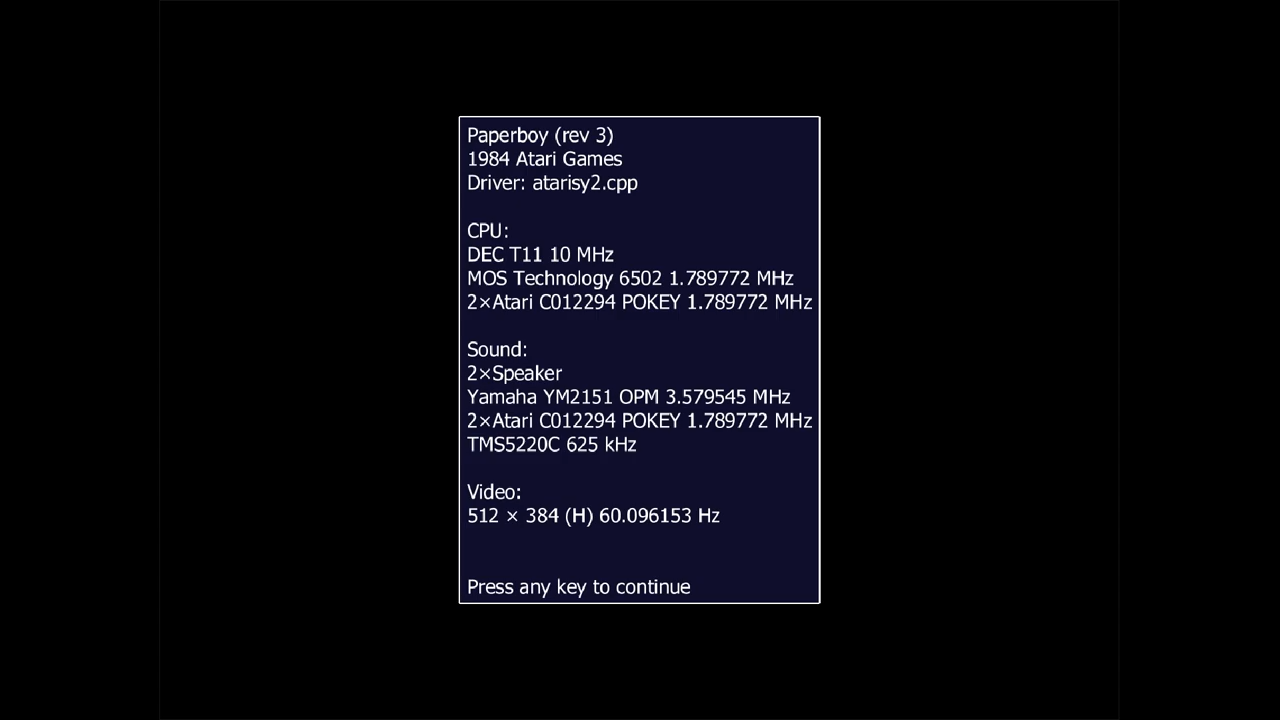 Paperboy (rev 3)
1984 Atari Games
Driver: atarisy2.cpp
CPU:
DEC T11 10 MHz
MOS Technology 6502 1.789772 MHz
2×Atari C012294 POKEY 1.789772 MHz
Sound:
2×Speaker
Yamaha YM2151 OPM 3.579545 MHz
2×Atari C012294 POKEY 1.789772 MHz
TMS5220C 625 kHz
Video:
512 × 384 (H) 60.096153 Hz
Press any key to continue